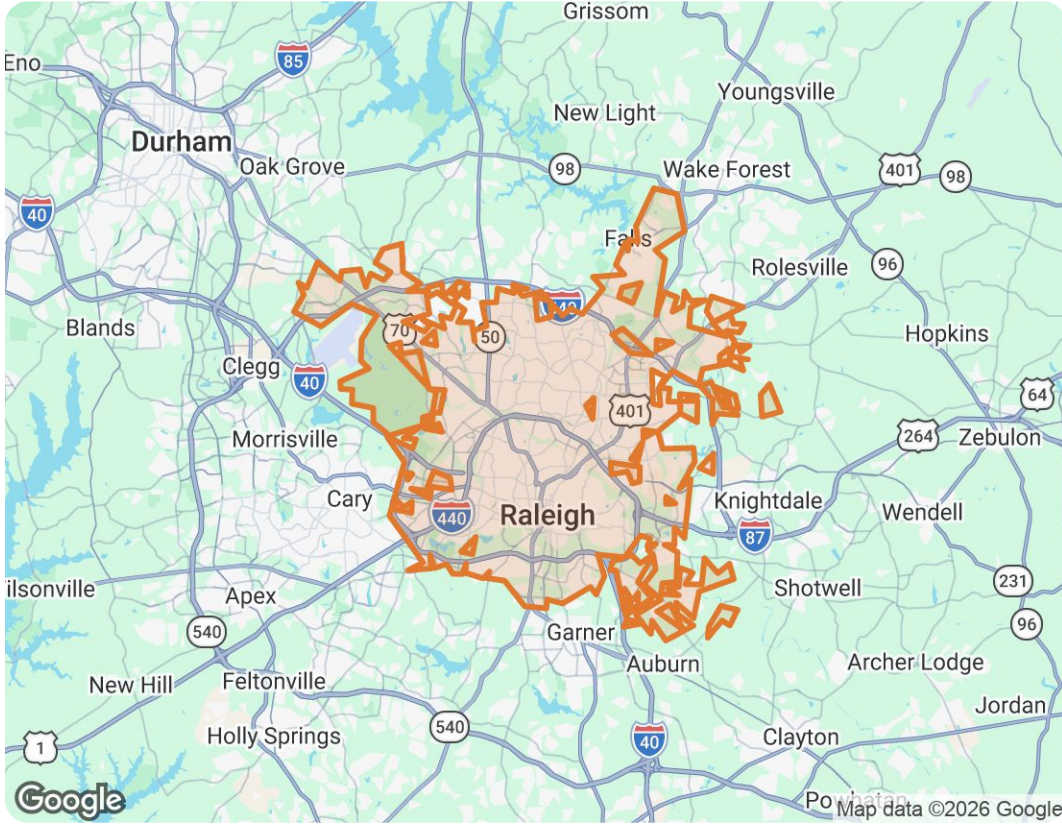 Grissom
Eno
85
Youngsville
New Light
Durham
Oak Grove
98
Wake Forest
401
98
40
Falls
96
Rolesville
70
50
540
Blands
Hopkins
Clegg
40
64
401
Morrisville
264
Zebulon
Cary
Knightdale
440
Raleigh
Wendell
87
ilsonville
Shotwell
231
Apex
96
540
Garner
Auburn
Archer Lodge
New Hill
Feltonville
Jordan
540
Holly Springs
1
40
Clayton
Google
Powhatan
Map data ©2026 Google